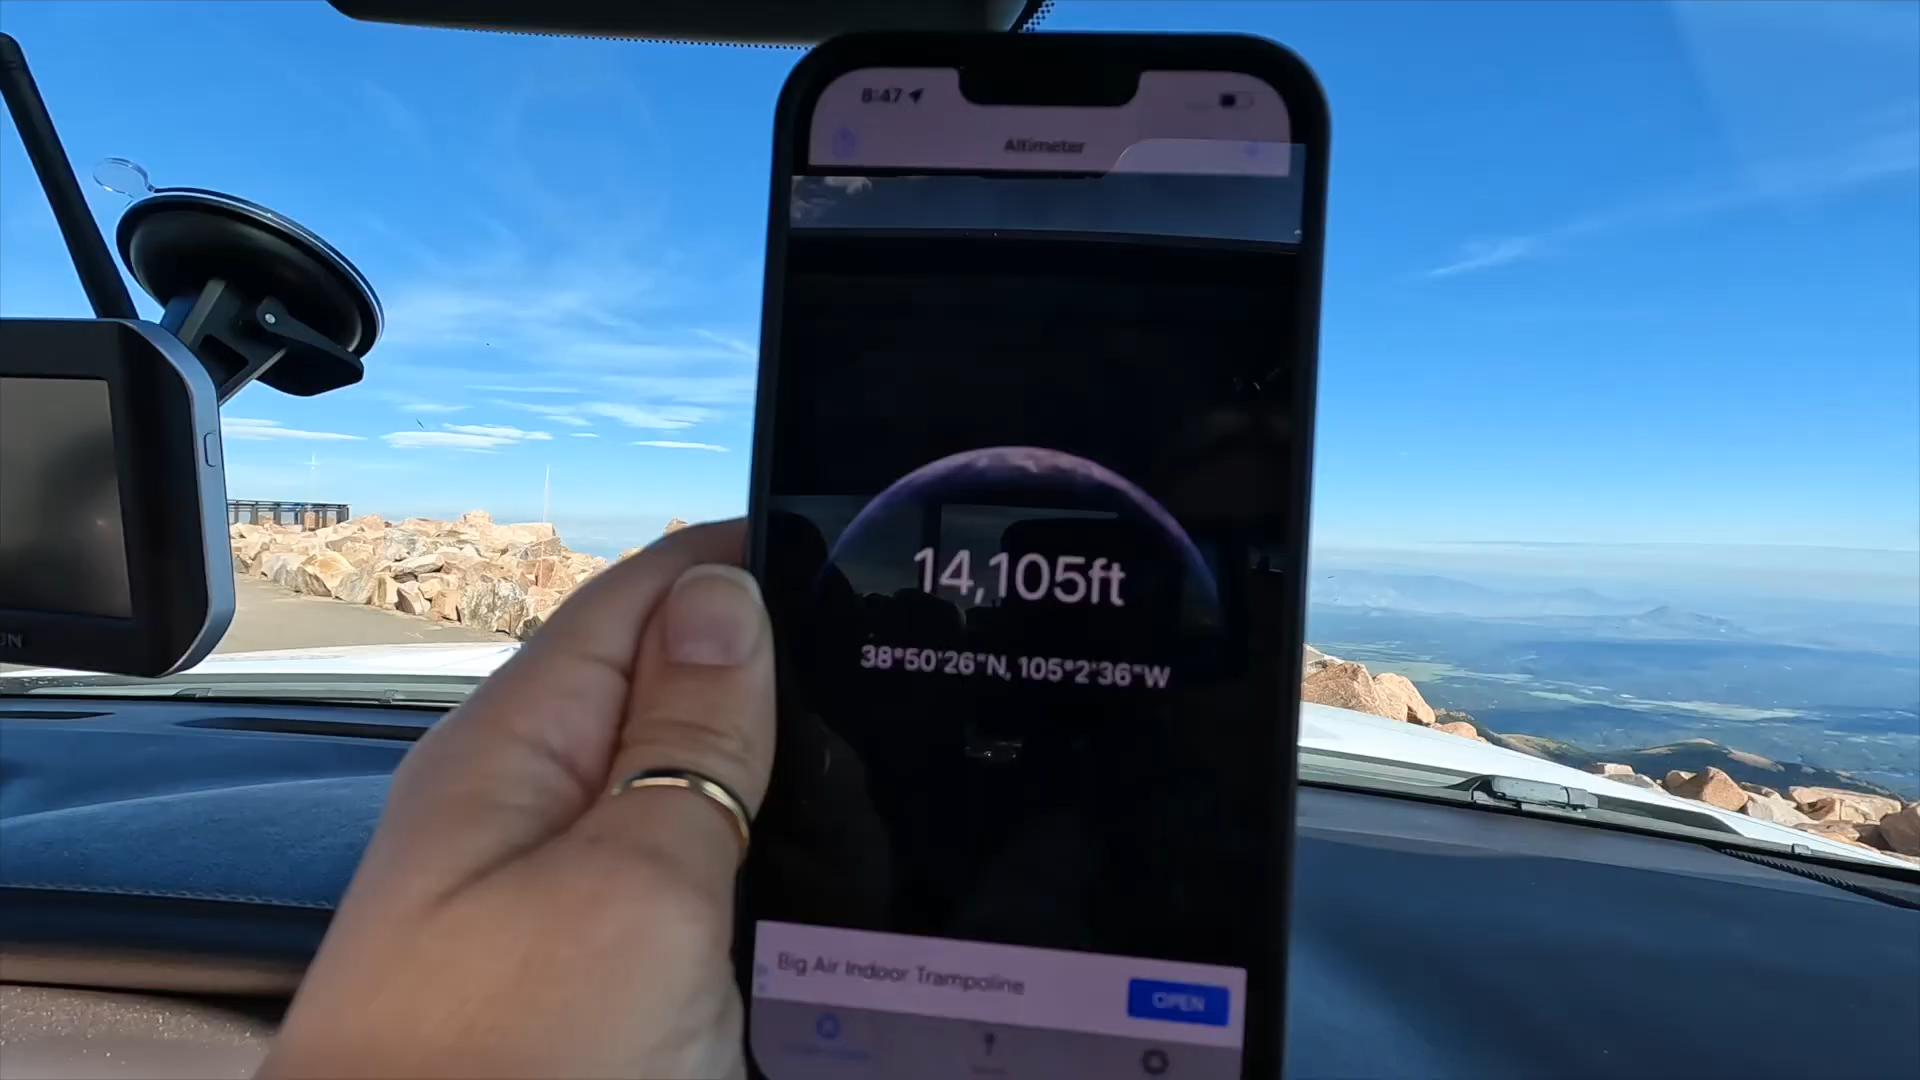 8:47
Altimeter
14,105ft
38°50'26"N, 105°2'36"W
Big Air Indoor Trampoline
OPEN